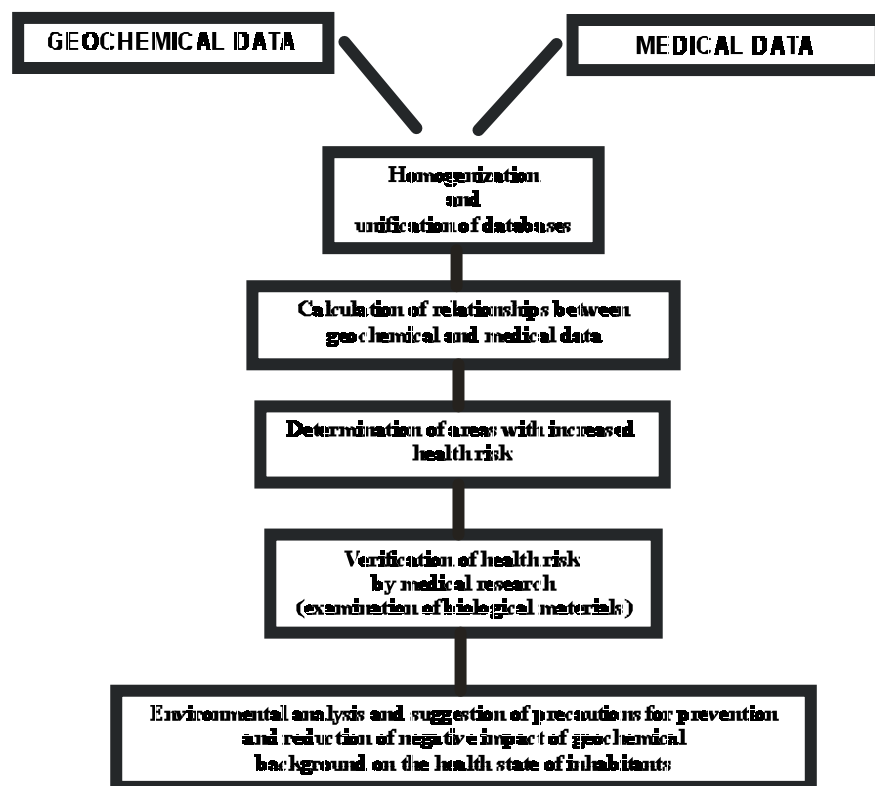 GEOCHEMICAL DATA
MEDICAL DATA
Homogenization
and
unification of databases
Calculation of relationships between
geochemical and medical data
Determination of areas with increased
health risk
Verification of health risk
by medical research
(examination of biological materials)
Environmental analysis and suggestion of precautions for prevention
and reduction of negative impact of geochemical
background on the health state of inhabitants